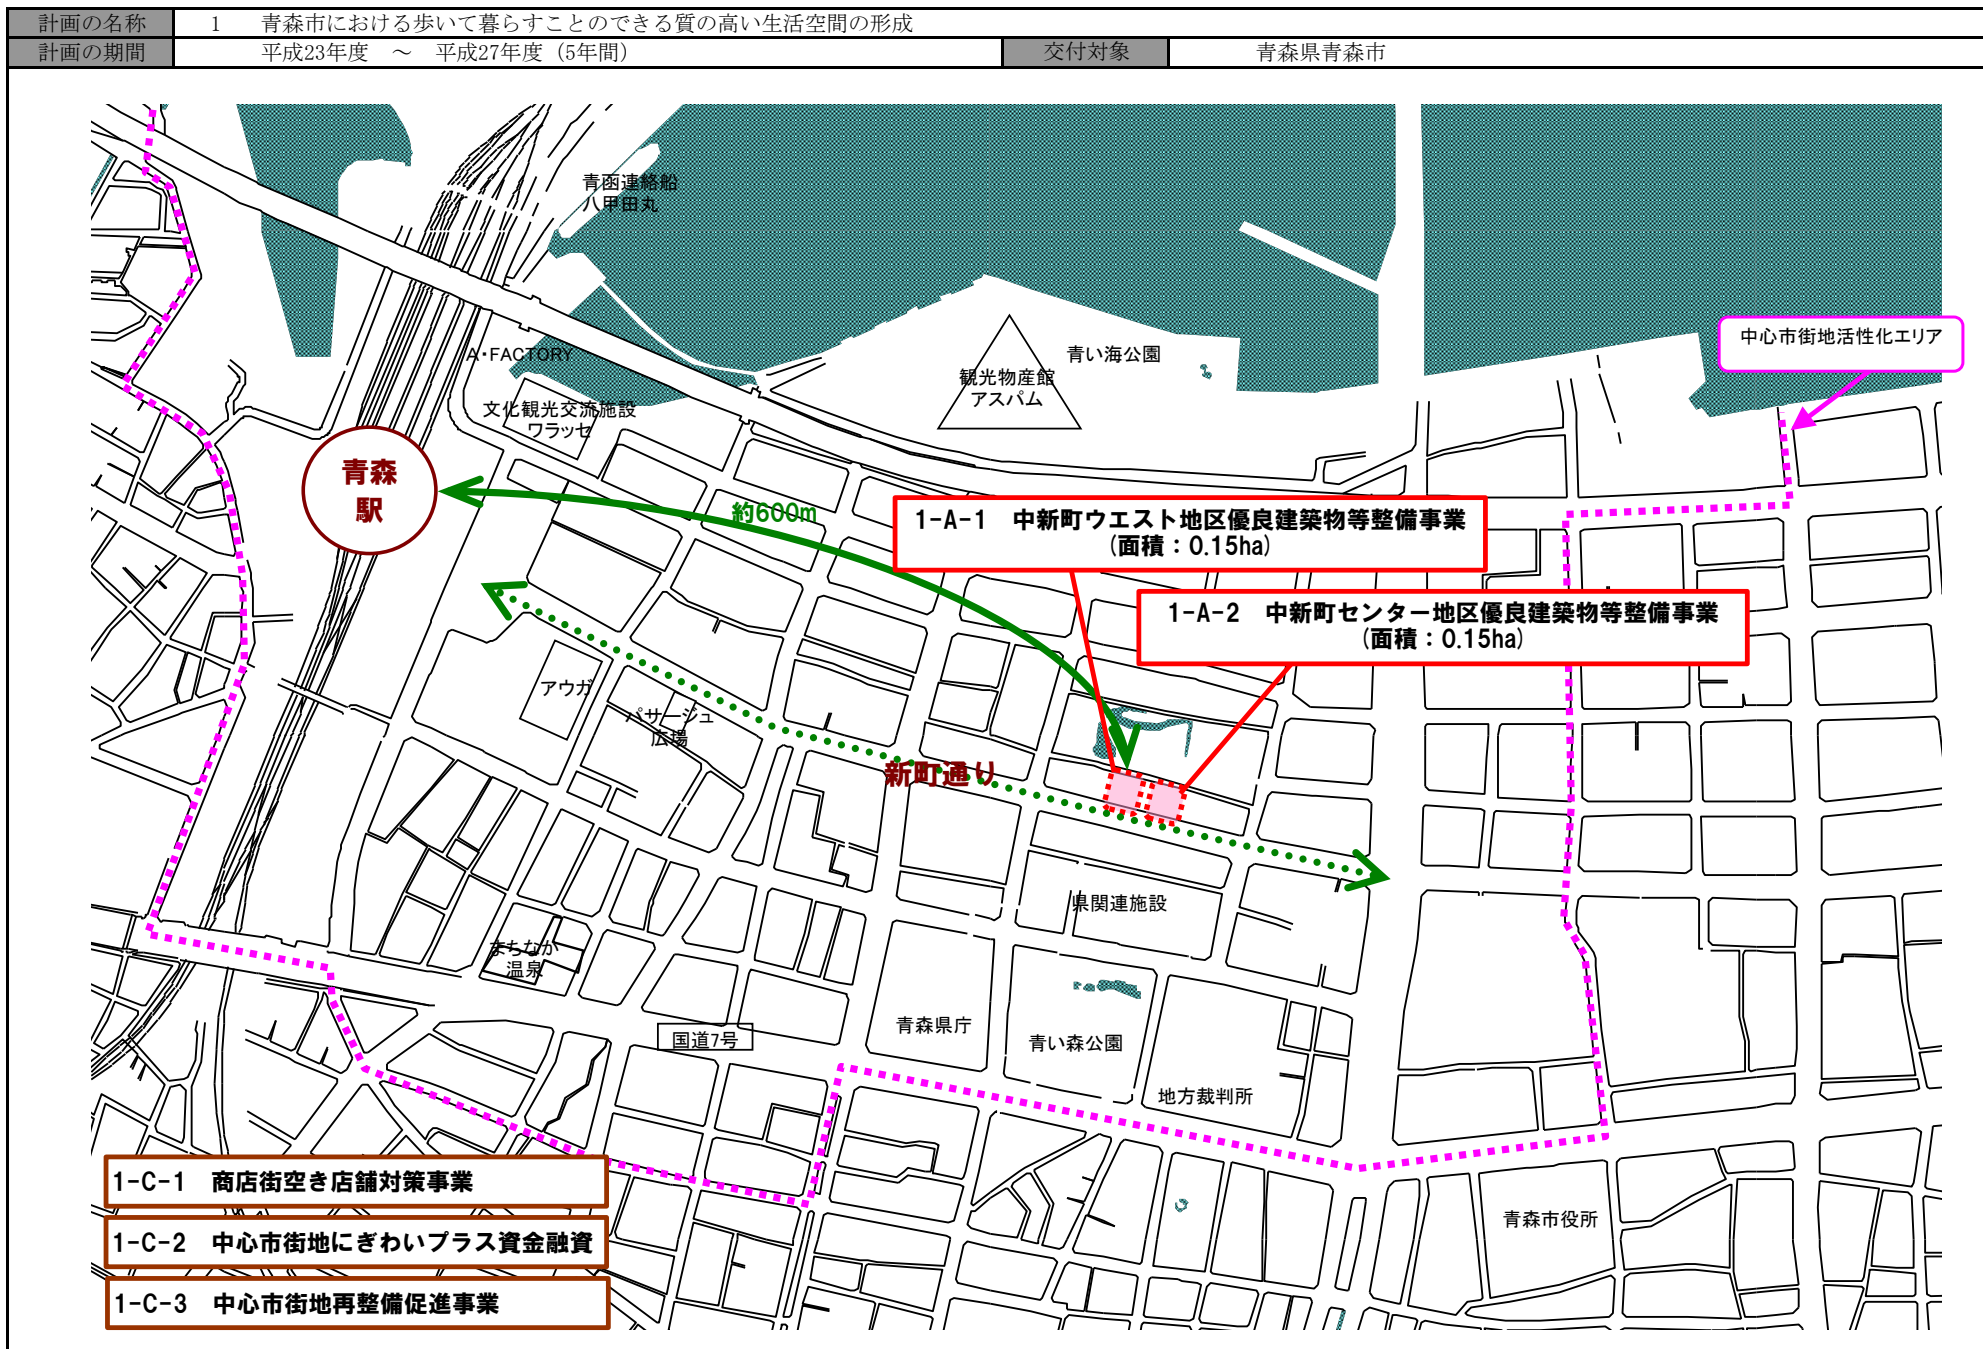 計画の名称　1　青森市における歩いて暮らすことのできる質の高い生活空間の形成
計画の期間　平成23年度　～　平成27年度（5年間）　交付対象　青森県青森市
青函連絡船
八甲田丸
中心市街地活性化エリア
A・FACTORY
青い海公園
観光物産館
アスパム
文化観光交流施設
ワラッセ
青森
駅
約600m
1-A-1　中新町ウエスト地区優良建築物等整備事業
（面積：0.15ha）
1-A-2　中新町センター地区優良建築物等整備事業
（面積：0.15ha）
アウガ
パサージュ
広場
新町通り
県関連施設
まちなか
温泉
青森県庁
国道7号
青い森公園
地方裁判所
1-C-1　商店街空き店舗対策事業
青森市役所
1-C-2　中心市街地にぎわいプラス資金融資
1-C-3　中心市街地再整備促進事業